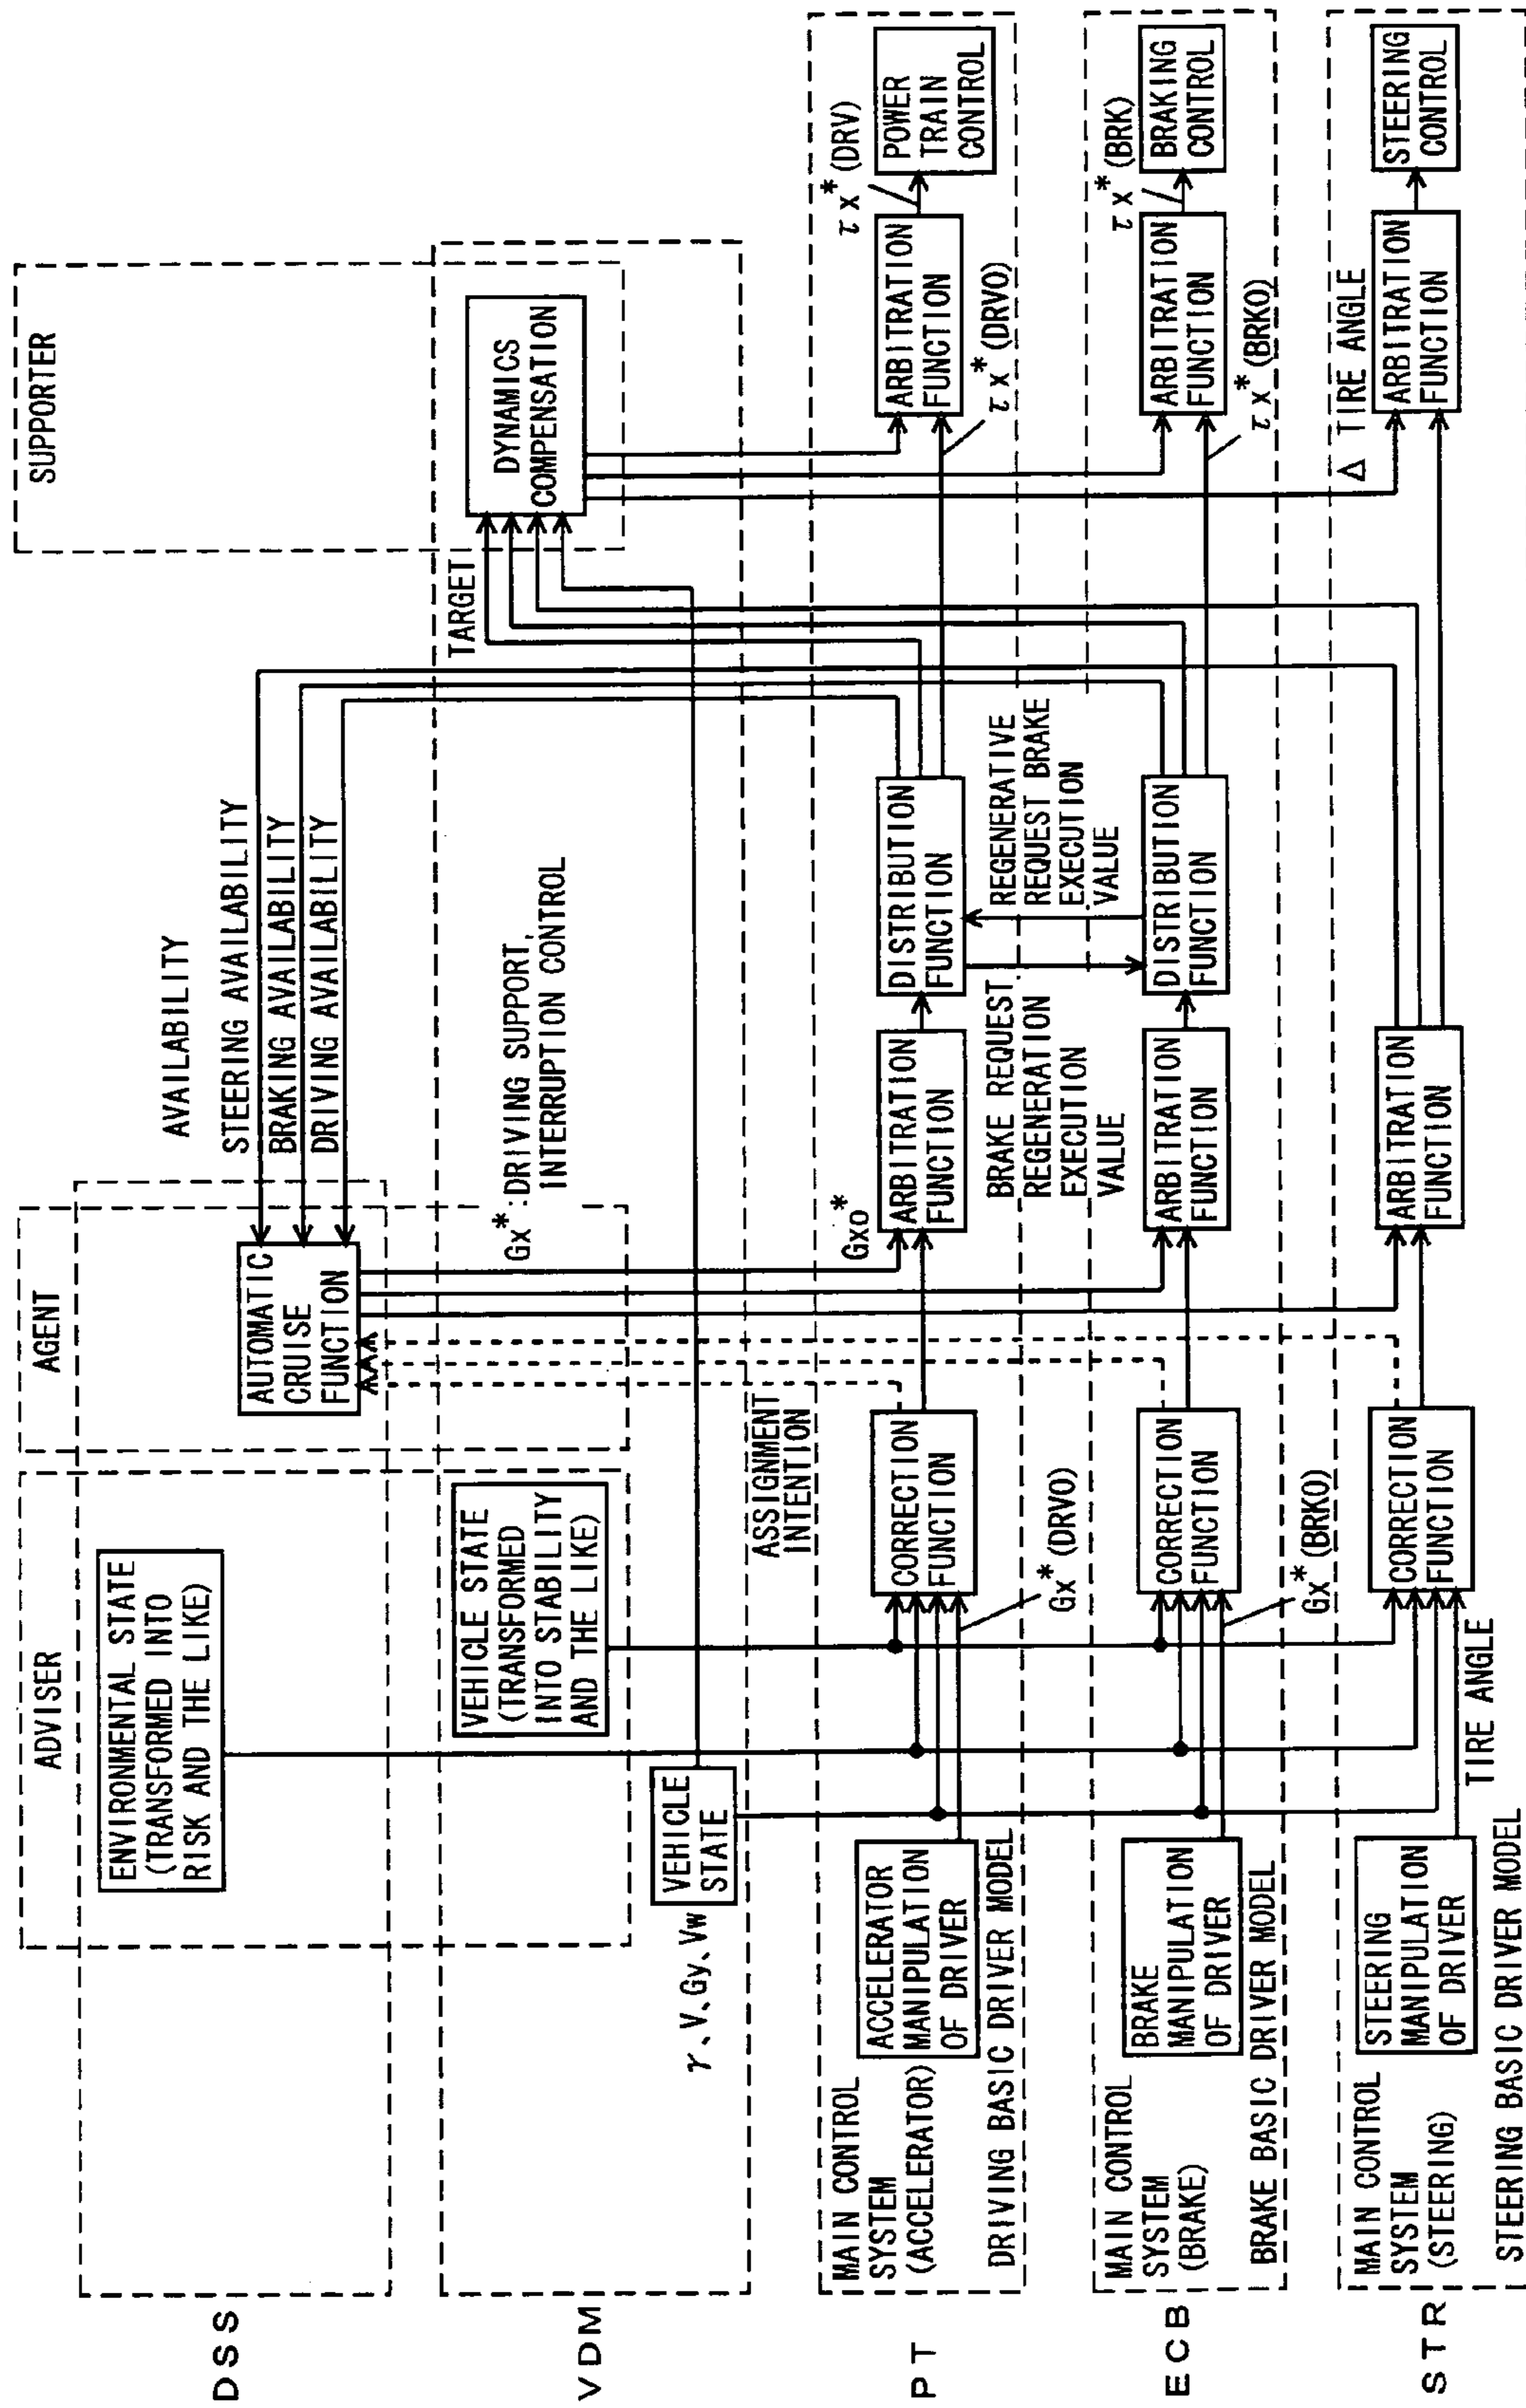 DSS
ADVISER
ENVIRONMENTAL STATE
(TRANSFORMED INTO
RISK AND THE LIKE)
AGENT
AUTOMATIC
CRUISE
FUNCTION
AVAILABILITY
STEERING AVAILABILITY
BRAKING AVAILABILITY
DRIVING AVAILABILITY
SUPPORTER
VDM
VEHICLE STATE
(TRANSFORMED
INTO STABILITY
AND THE LIKE)
Gx*:DRIVING SUPPORT,
INTERRUPTION CONTROL
TARGET
DYNAMICS
COMPENSATION
γ、V、Gy、Vw
VEHICLE
STATE
PT
MAIN CONTROL
SYSTEM
(ACCELERATOR)
ACCELERATOR
MANIPULATION
OF DRIVER
DRIVING BASIC DRIVER MODEL
ASSIGNMENT
INTENTION
CORRECTION
FUNCTION
Gx*(DRV0)
Gx0*
ARBITRATION
FUNCTION
DISTRIBUTION
FUNCTION
ARBITRATION
FUNCTION
τx*(DRV0)
τx*(DRV)
POWER
TRAIN
CONTROL
BRAKE REQUEST
REGENERATION
EXECUTION
VALUE
REGENERATIVE
REQUEST BRAKE
EXECUTION
VALUE
ECB
MAIN CONTROL
SYSTEM
(BRAKE)
BRAKE
MANIPULATION
OF DRIVER
BRAKE BASIC DRIVER MODEL
CORRECTION
FUNCTION
Gx*(BRK0)
ARBITRATION
FUNCTION
DISTRIBUTION
FUNCTION
ARBITRATION
FUNCTION
τx*(BRK0)
τx*(BRK)
BRAKING
CONTROL
STR
MAIN CONTROL
SYSTEM
(STEERING)
STEERING
MANIPULATION
OF DRIVER
STEERING BASIC DRIVER MODEL
TIRE ANGLE
CORRECTION
FUNCTION
ARBITRATION
FUNCTION
Δ TIRE ANGLE
ARBITRATION
FUNCTION
STEERING
CONTROL